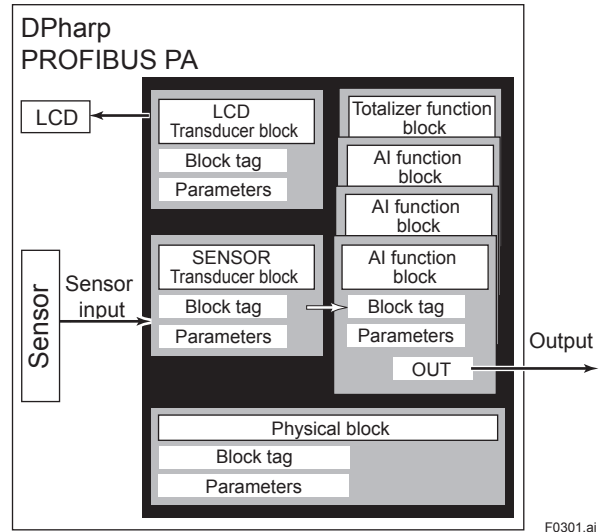 DPharp
PROFIBUS PA
LCD
LCD
Transducer block
Block tag
Parameters
Totalizer function
block
AI function
block
AI function
block
Sensor
Sensor
input
SENSOR
Transducer block
Block tag
Parameters
AI function
block
Block tag
Parameters
OUT
Output
Physical block
Block tag
Parameters
F0301.ai